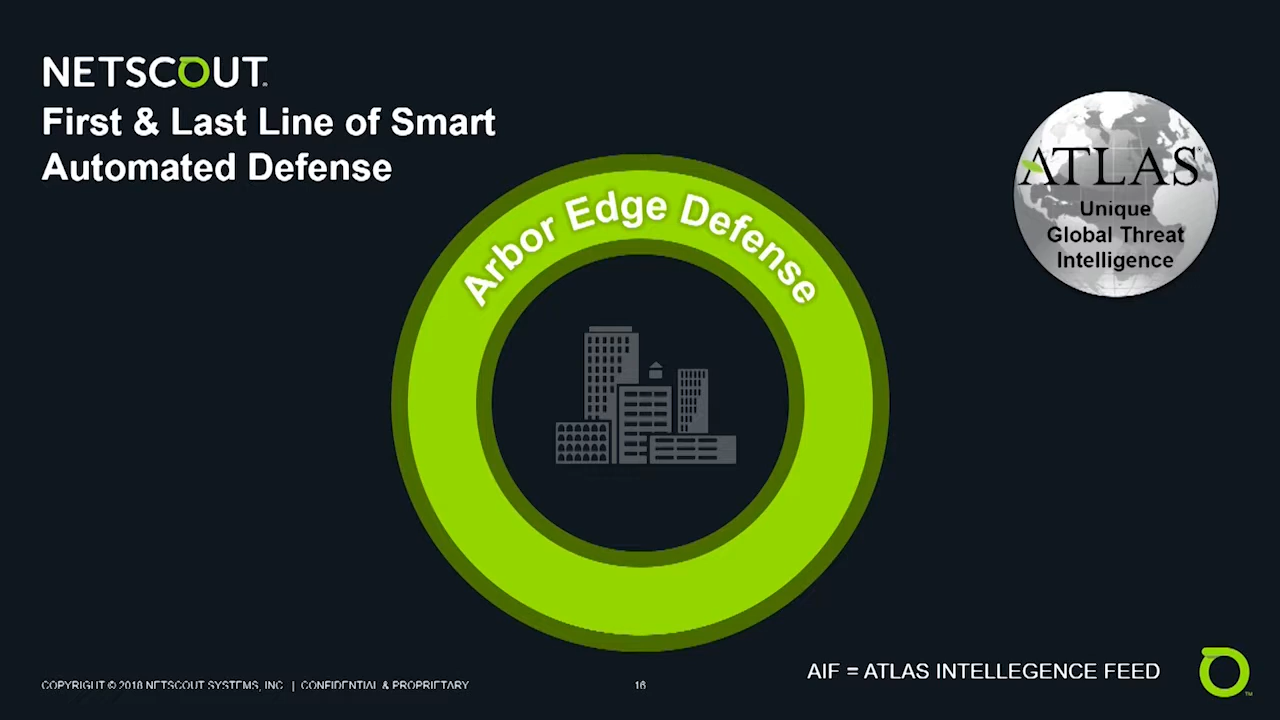 NETSCOUT.
First & Last Line of Smart
Automated Defense
Arbor Edge Defense
ATLAS
Unique
Global Threat
Intelligence
AIF = ATLAS INTELLEGENCE FEED
COPYRIGHT © 2018 NETSCOUT SYSTEMS, INC. | CONFIDENTIAL & PROPRIETARY
16
TM